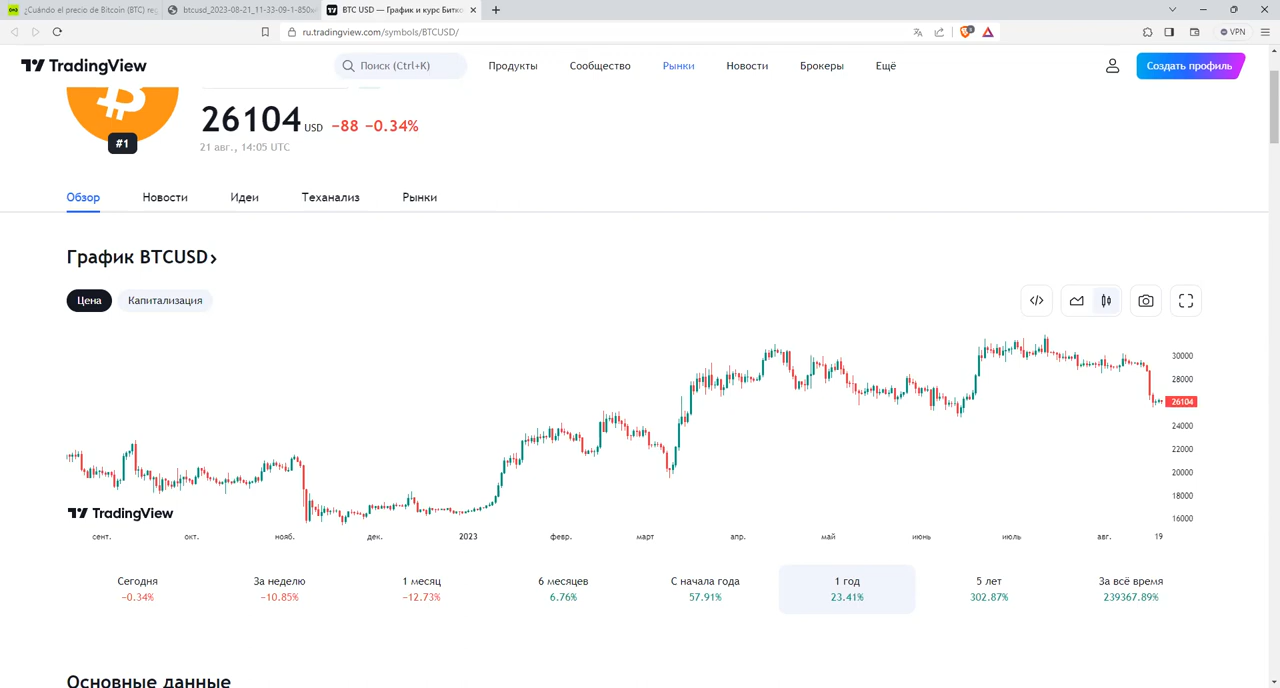 ¿Cuándo el precio de Bitcoin (BTC) reg
btcusd_2023-08-21_11-33-09-1-850x
BTC USD — График и курс Битко
ru.tradingview.com/symbols/BTCUSD/
VPN
TradingView
Поиск (Ctrl+K)
Продукты
Сообщество
Рынки
Новости
Брокеры
Ещё
Создать профиль
#1
26104 USD −88 −0.34%
21 авг., 14:05 UTC
Обзор
Новости
Идеи
Теханализ
Рынки
График BTCUSD›
Цена
Капитализация
30000
28000
26104
24000
22000
20000
18000
16000
TradingView
сент. окт. нояб. дек. 2023 февр. март апр. май июнь июль авг. 19
Сегодня За неделю 1 месяц 6 месяцев С начала года 1 год 5 лет За всё время
−0.34% −10.85% −12.73% 6.76% 57.91% 23.41% 302.87% 239367.89%
Основные данные